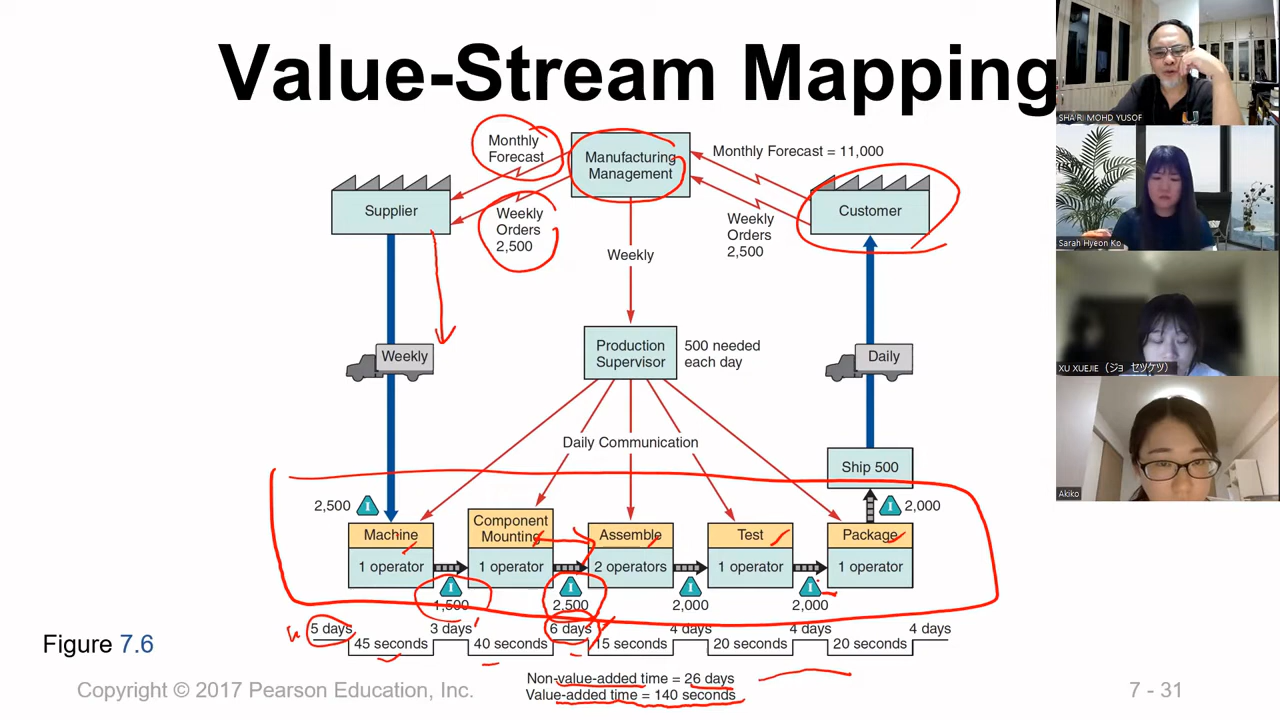 Value-Stream Mapping
SHA'RI MOHD YUSOF
Monthly
Forecast
Manufacturing
Management
Monthly Forecast = 11,000
Supplier
Weekly
Orders
2,500
Weekly
Orders
2,500
Customer
Sarah Hyeon Ko
Weekly
Weekly
Production
Supervisor
500 needed
each day
Daily
XU XUEJIE (ジョ セツケツ)
Daily Communication
Ship 500
Akiko
2,500
I
I
2,000
Machine
1 operator
Component
Mounting
1 operator
Assemble
2 operators
Test
1 operator
Package
1 operator
I
1,500
I
2,500
I
2,000
I
2,000
5 days
3 days
6 days
4 days
4 days
4 days
45 seconds
40 seconds
15 seconds
20 seconds
20 seconds
Figure 7.6
Non-value-added time = 26 days
Value-added time = 140 seconds
Copyright © 2017 Pearson Education, Inc.
7 - 31